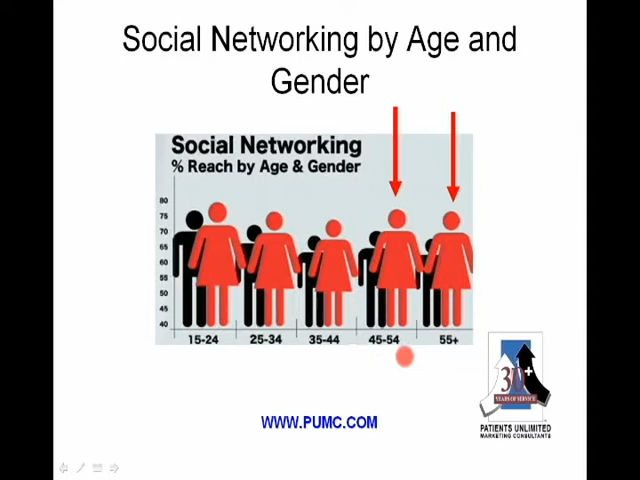 Social Networking by Age and
Gender
Social Networking
% Reach by Age & Gender
80
75
70
65
60
55
50
45
40
15-24
25-34
35-44
45-54
55+
30+
YEARS OF SERVICE
PATIENTS UNLIMITED
MARKETING CONSULTANTS
WWW.PUMC.COM